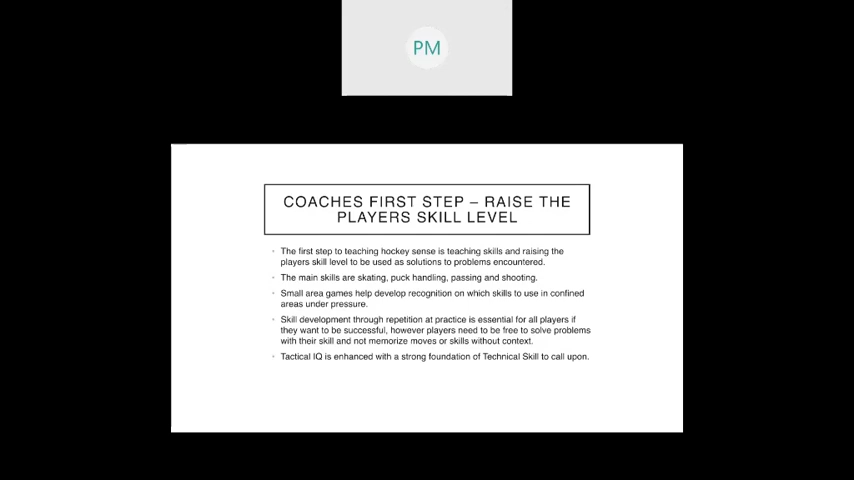 PM
COACHES FIRST STEP – RAISE THE
PLAYERS SKILL LEVEL
• The first step to teaching hockey sense is teaching skills and raising the
players skill level to be used as solutions to problems encountered.
• The main skills are skating, puck handling, passing and shooting.
• Small area games help develop recognition on which skills to use in confined
areas under pressure.
• Skill development through repetition at practice is essential for all players if
they want to be successful, however players need to be free to solve problems
with their skill and not memorize moves or skills without context.
• Tactical IQ is enhanced with a strong foundation of Technical Skill to call upon.